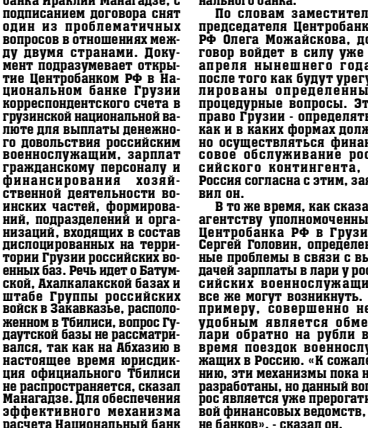 банка Ираклий Манагадзе, с
подписанием договора снят
один из проблематичных
вопросов в отношениях меж-
ду двумя странами. Доку-
мент подразумевает откры-
тие Центробанком РФ в На-
циональном банке Грузии
корреспондентского счета в
грузинской национальной ва-
люте для выплаты денежно-
го довольствия российским
военнослужащим, зарплат
гражданскому персоналу и
финансирования хозяй-
ственной деятельности во-
инских частей, формирова-
ний, подразделений и орга-
низаций, входящих в состав
дислоцированных на терри-
тории Грузии российских во-
енных баз. Речь идет о Батум-
ской, Ахалкалакской базах и
штабе Группы российских
войск в Закавказье, располо-
женном в Тбилиси, вопрос Гу-
даутской базы не рассматри-
вался, так как на Абхазию в
настоящее время юрисдик-
ция официального Тбилиси
не распространяется, сказал
Манагадзе. Для обеспечения
эффективного механизма
расчета Национальный банк
нального банка.
По словам заместител
председателя Центробанк
РФ Олега Можайскова, до
говор войдет в силу уже
апреля нынешнего года
после того как будут урегу
лированы определенны
процедурные вопросы. Эт
право Грузии - определять
как и в каких формах долж
но осуществляться финан
совое обслуживание рос
сийского контингента,
Россия согласна с этим, зая
вил он.
В то же время, как сказа
агентству уполномоченны
Центробанка РФ в Грузи
Сергей Головин, определен
ные проблемы в связи с вы
дачей зарплаты в лари у рос
сийских военнослужащи
все же могут возникнуть.
примеру, совершенно не
удобным является обме
лари обратно на рубли в
время поездок военнослу
жащих в Россию. «К сожале
нию, эти механизмы пока н
разработаны, но данный воп
рос является уже прерогати
вой финансовых ведомств,
не банков», - сказал он.